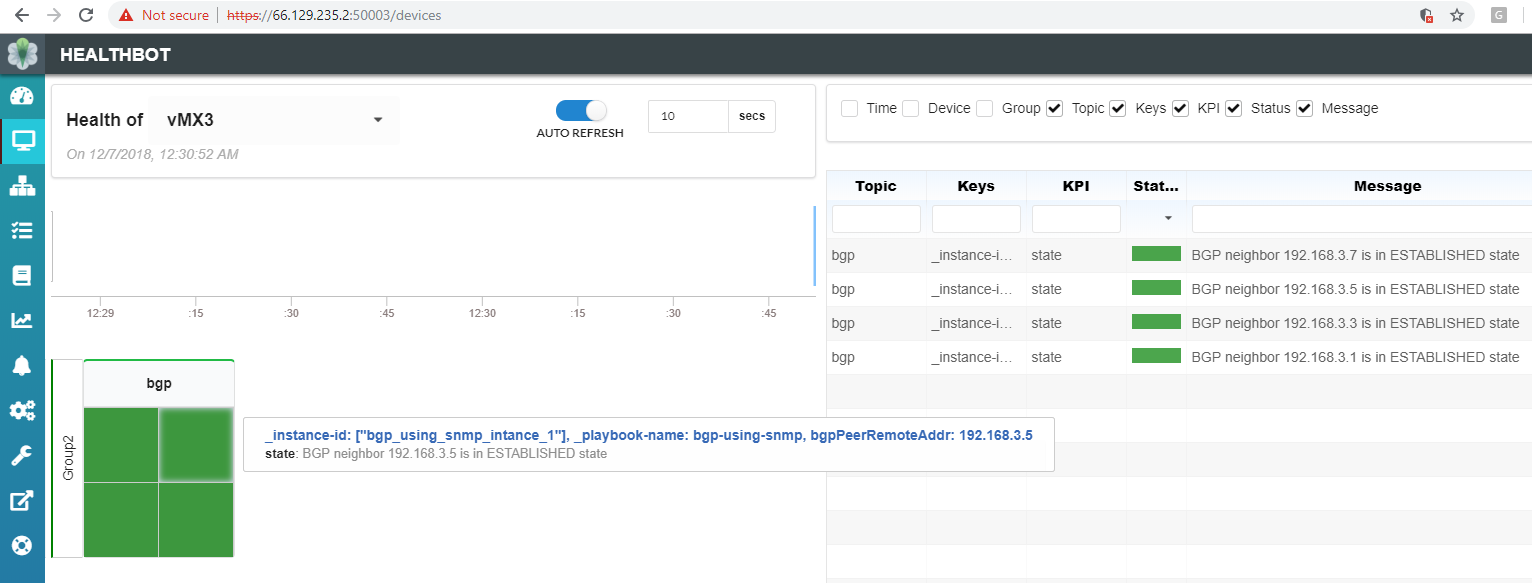 Not secure https://66.129.235.2:50003/devices G
HEALTHBOT
Health of vMX3
On 12/7/2018, 12:30:52 AM
AUTO REFRESH
10 secs
Time Device Group Topic Keys KPI Status Message
12:29 :15 :30 :45 12:30 :15 :30 :45
Topic Keys KPI Stat... Message
bgp _instance-i... state BGP neighbor 192.168.3.7 is in ESTABLISHED state
bgp _instance-i... state BGP neighbor 192.168.3.5 is in ESTABLISHED state
bgp _instance-i... state BGP neighbor 192.168.3.3 is in ESTABLISHED state
bgp _instance-i... state BGP neighbor 192.168.3.1 is in ESTABLISHED state
Group2
bgp
_instance-id: ["bgp_using_snmp_intance_1"], _playbook-name: bgp-using-snmp, bgpPeerRemoteAddr: 192.168.3.5
state: BGP neighbor 192.168.3.5 is in ESTABLISHED state